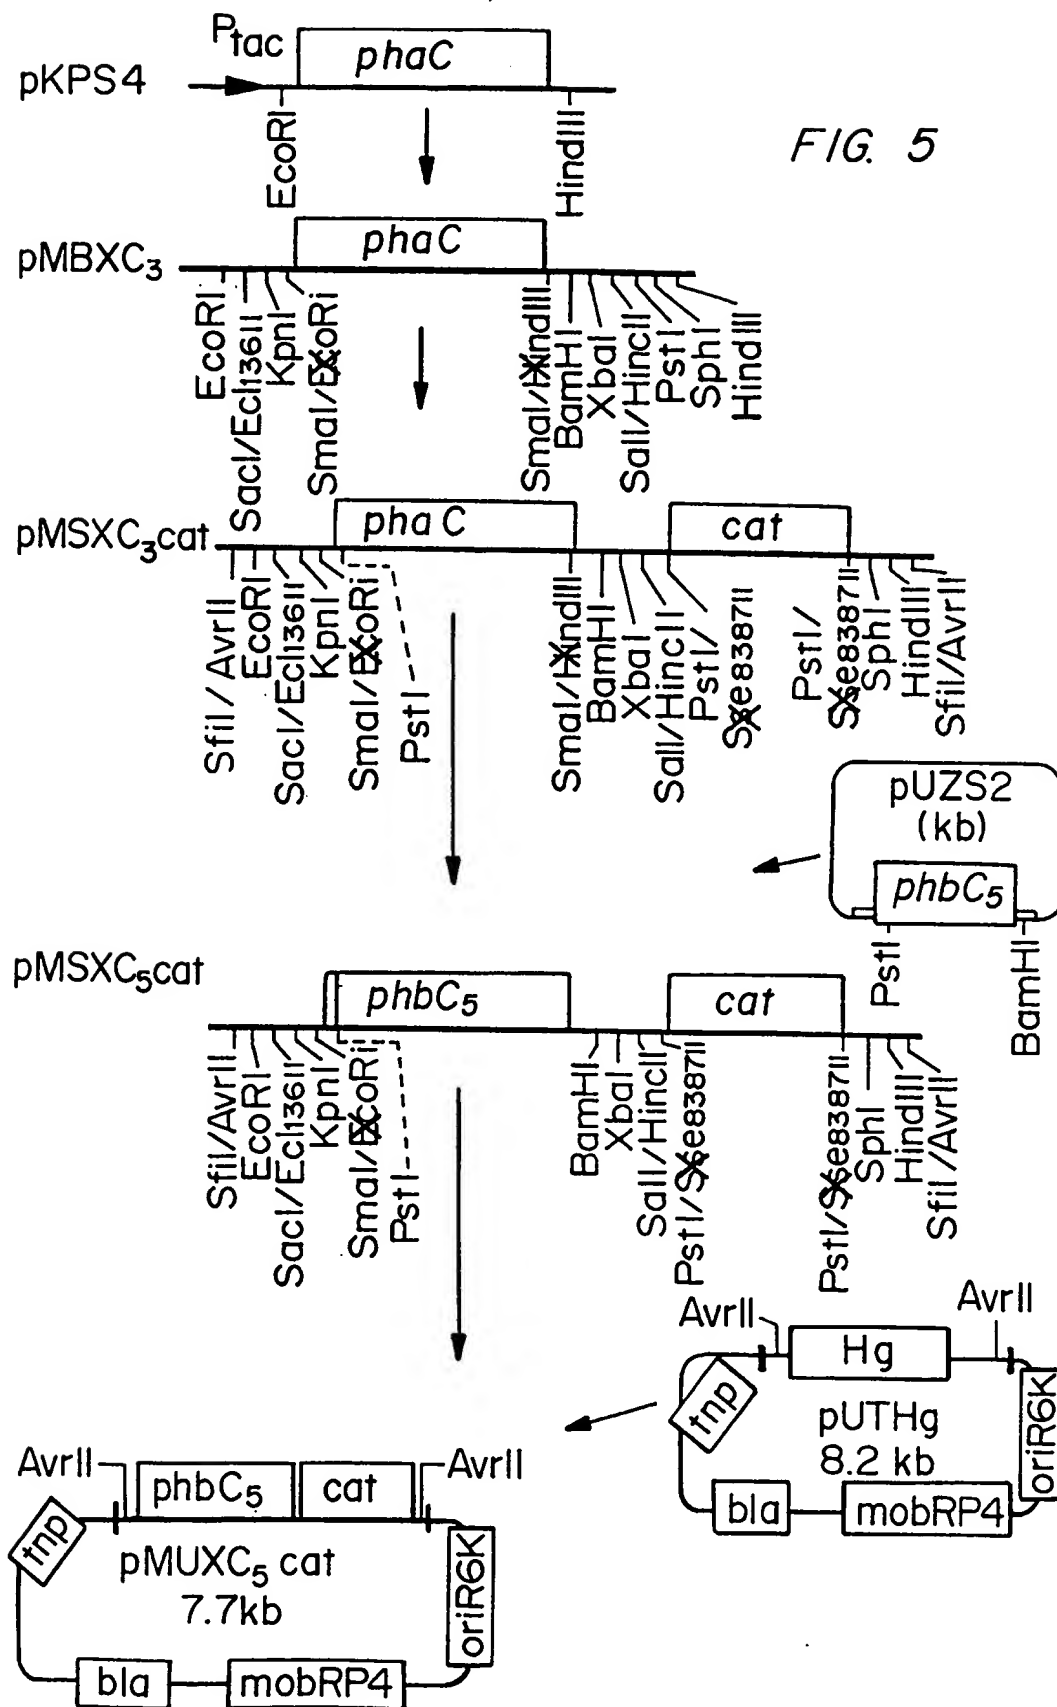 Ptac
phaC
pKPS4
EcoRI
HindIII
FIG. 5
phaC
pMBXC3
EcoRI
SacI/Ecl136II
KpnI
SmaI/EcoRi
SmaI/HindIII
BamHI
XbaI
SalI/HincII
PstI
SphI
HindIII
pMSXC3cat
phaC
cat
SfiI/AvrII
EcoRI
SacI/Ecl136II
KpnI
SmaI/EcoRi
PstI
SmaI/HindIII
BamHI
XbaI
SalI/HincII
PstI/
Sse8387II
PstI/
Sse8387II
SphI
HindIII
SfiI/AvrII
pUZS2
(kb)
phbC5
PstI
BamHI
pMSXC5cat
phbC5
cat
SfiI/AvrII
EcoRI
SacI/Ecl136II
KpnI
SmaI/EcoRi
PstI
BamHI
XbaI
SalI/HincII
PstI/Sse8387II
PstI/Sse8387II
SphI
HindIII
SfiI/AvrII
AvrII
AvrII
Hg
tnp
pUTHg
8.2 kb
oriR6K
bla
mobRP4
AvrII
phbC5
cat
AvrII
tnp
pMUXC5 cat
7.7kb
oriR6K
bla
mobRP4